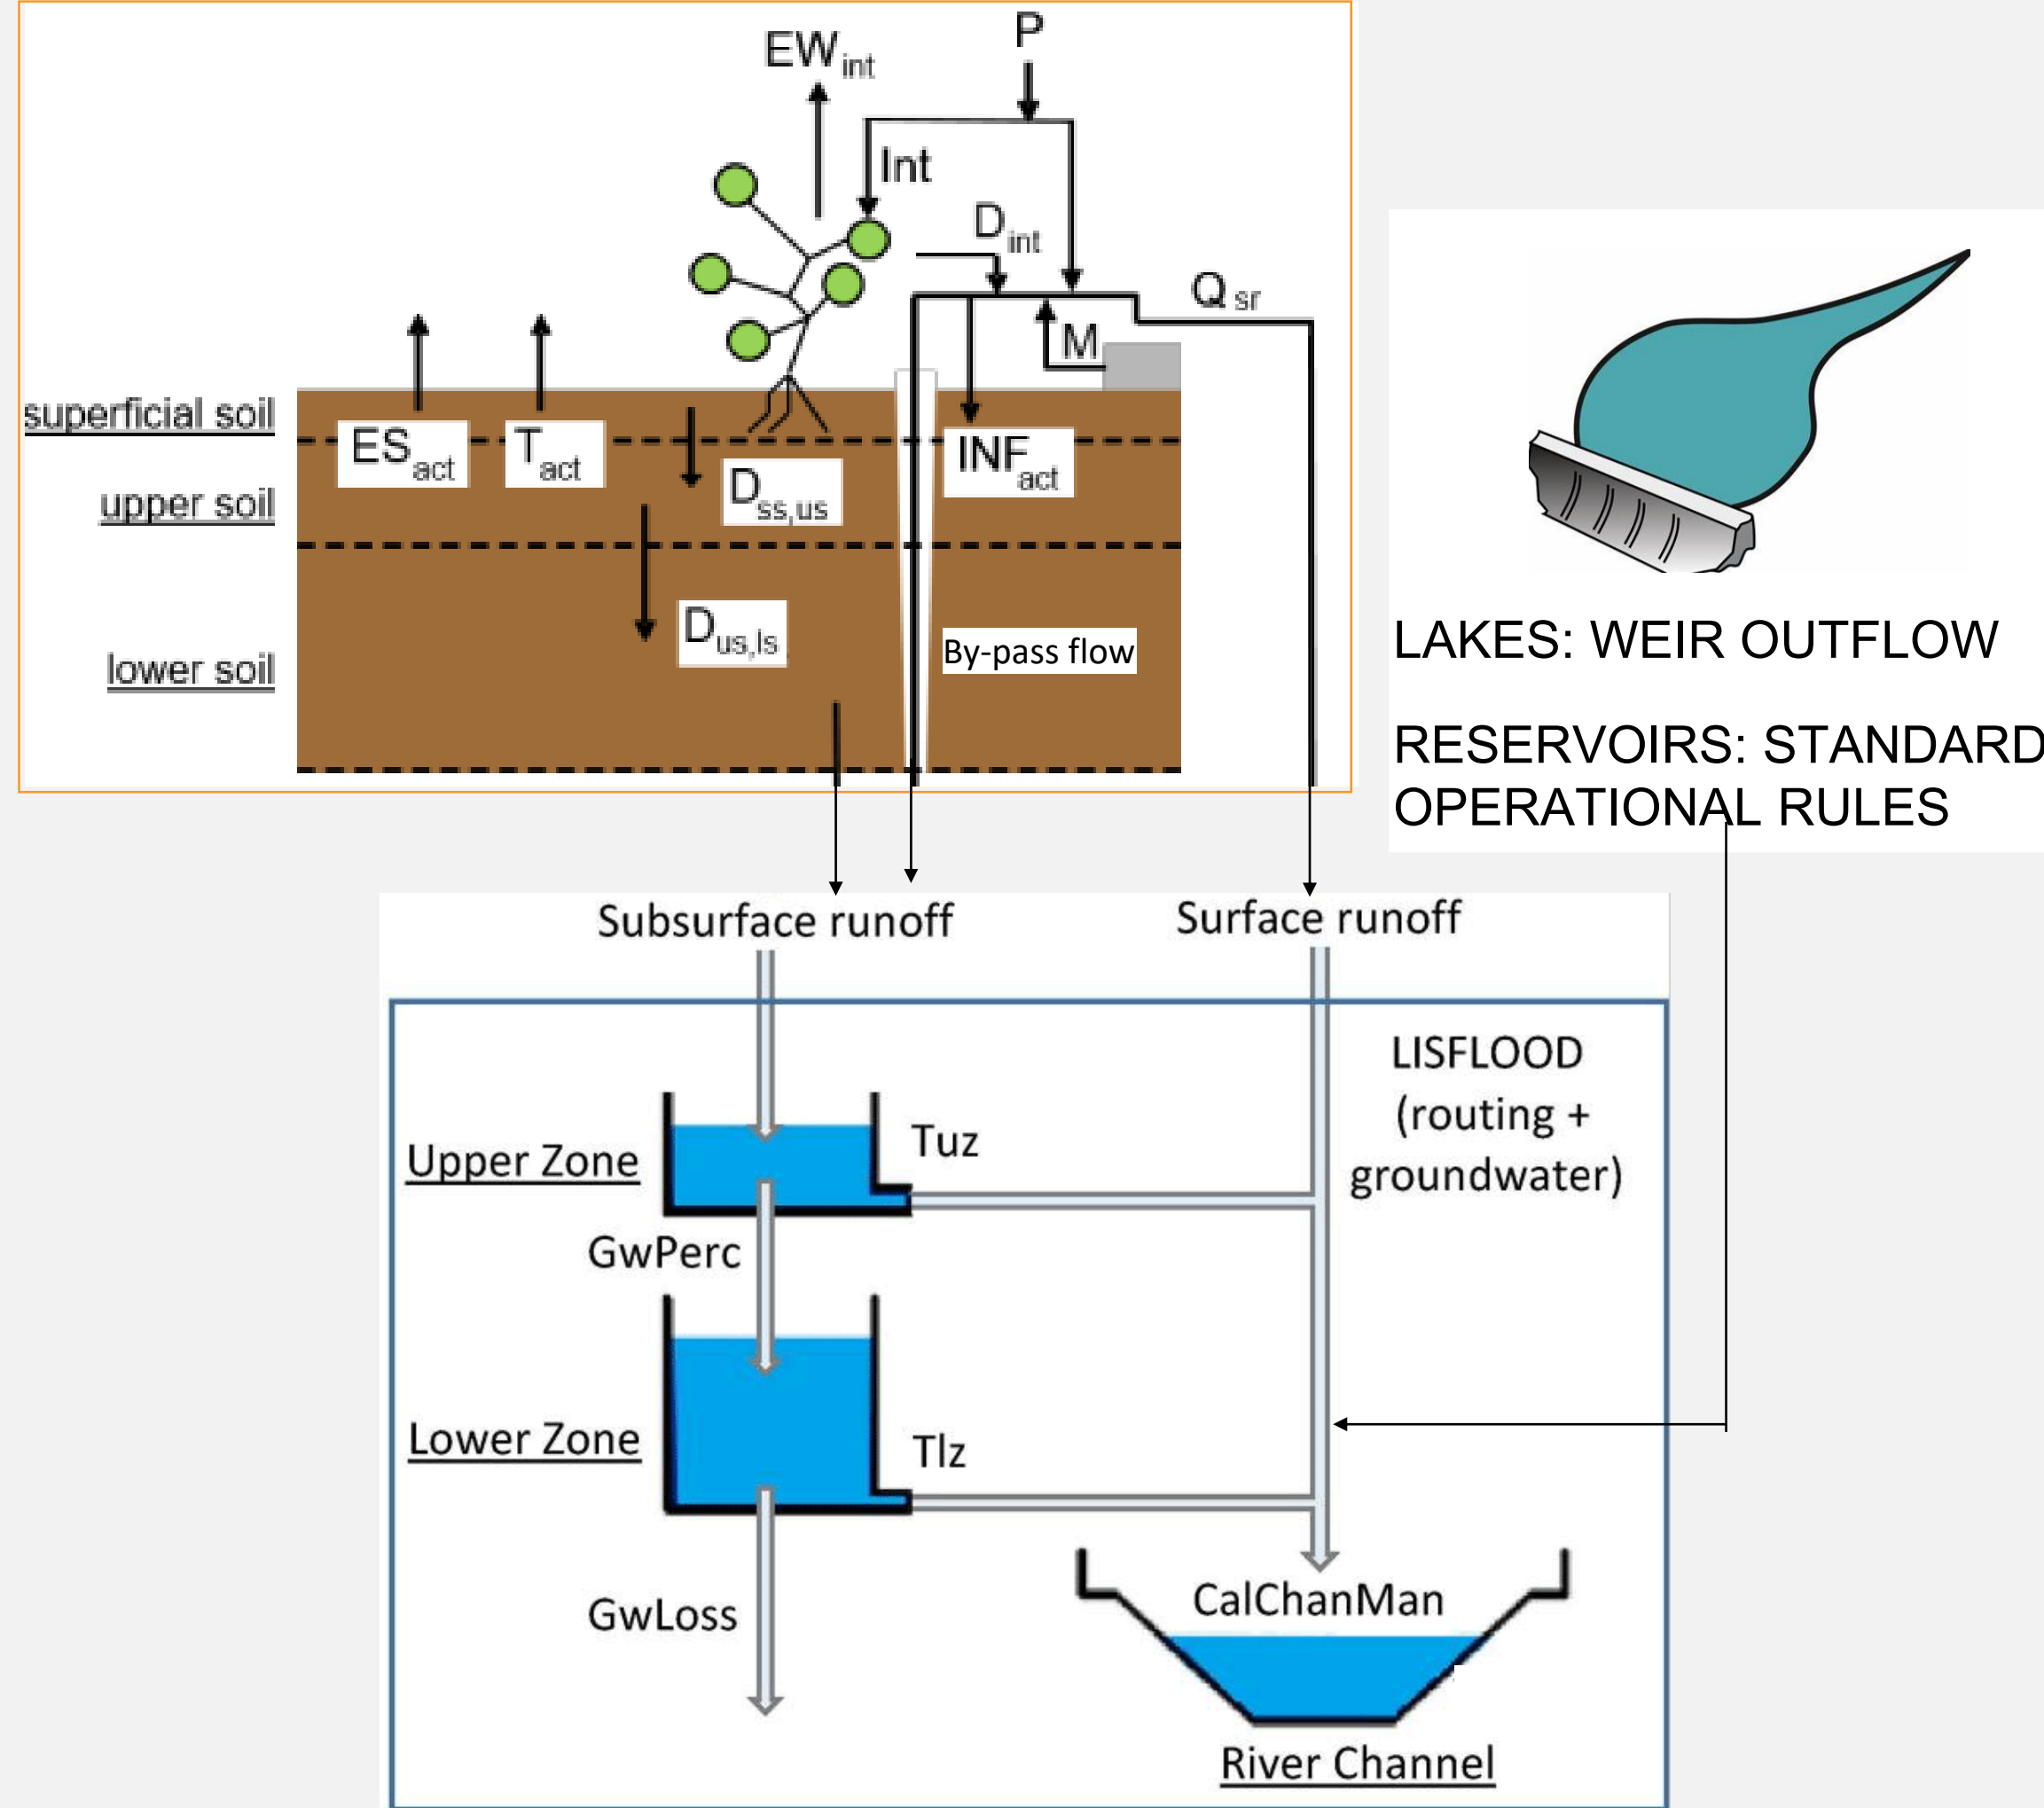 P
EWint
Int
Dint
Qsr
M
superficial soil
ESact
Tact
INFact
Dss,us
upper soil
Dus,ls
By-pass flow
lower soil
LAKES: WEIR OUTFLOW
RESERVOIRS: STANDARD
OPERATIONAL RULES
Subsurface runoff
Surface runoff
LISFLOOD
(routing +
groundwater)
Upper Zone
Tuz
GwPerc
Lower Zone
Tlz
GwLoss
CalChanMan
River Channel